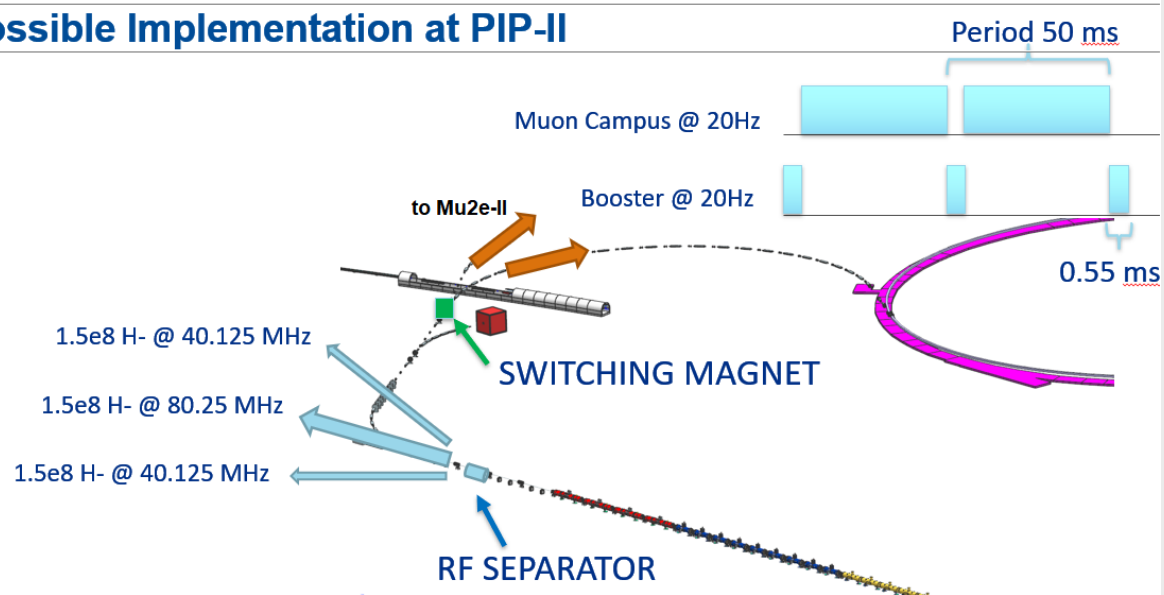 ossible Implementation at PIP-II
Period 50 ms
Muon Campus @ 20Hz
Booster @ 20Hz
to Mu2e-II
0.55 ms
1.5e8 H- @ 40.125 MHz
SWITCHING MAGNET
1.5e8 H- @ 80.25 MHz
1.5e8 H- @ 40.125 MHz
RF SEPARATOR